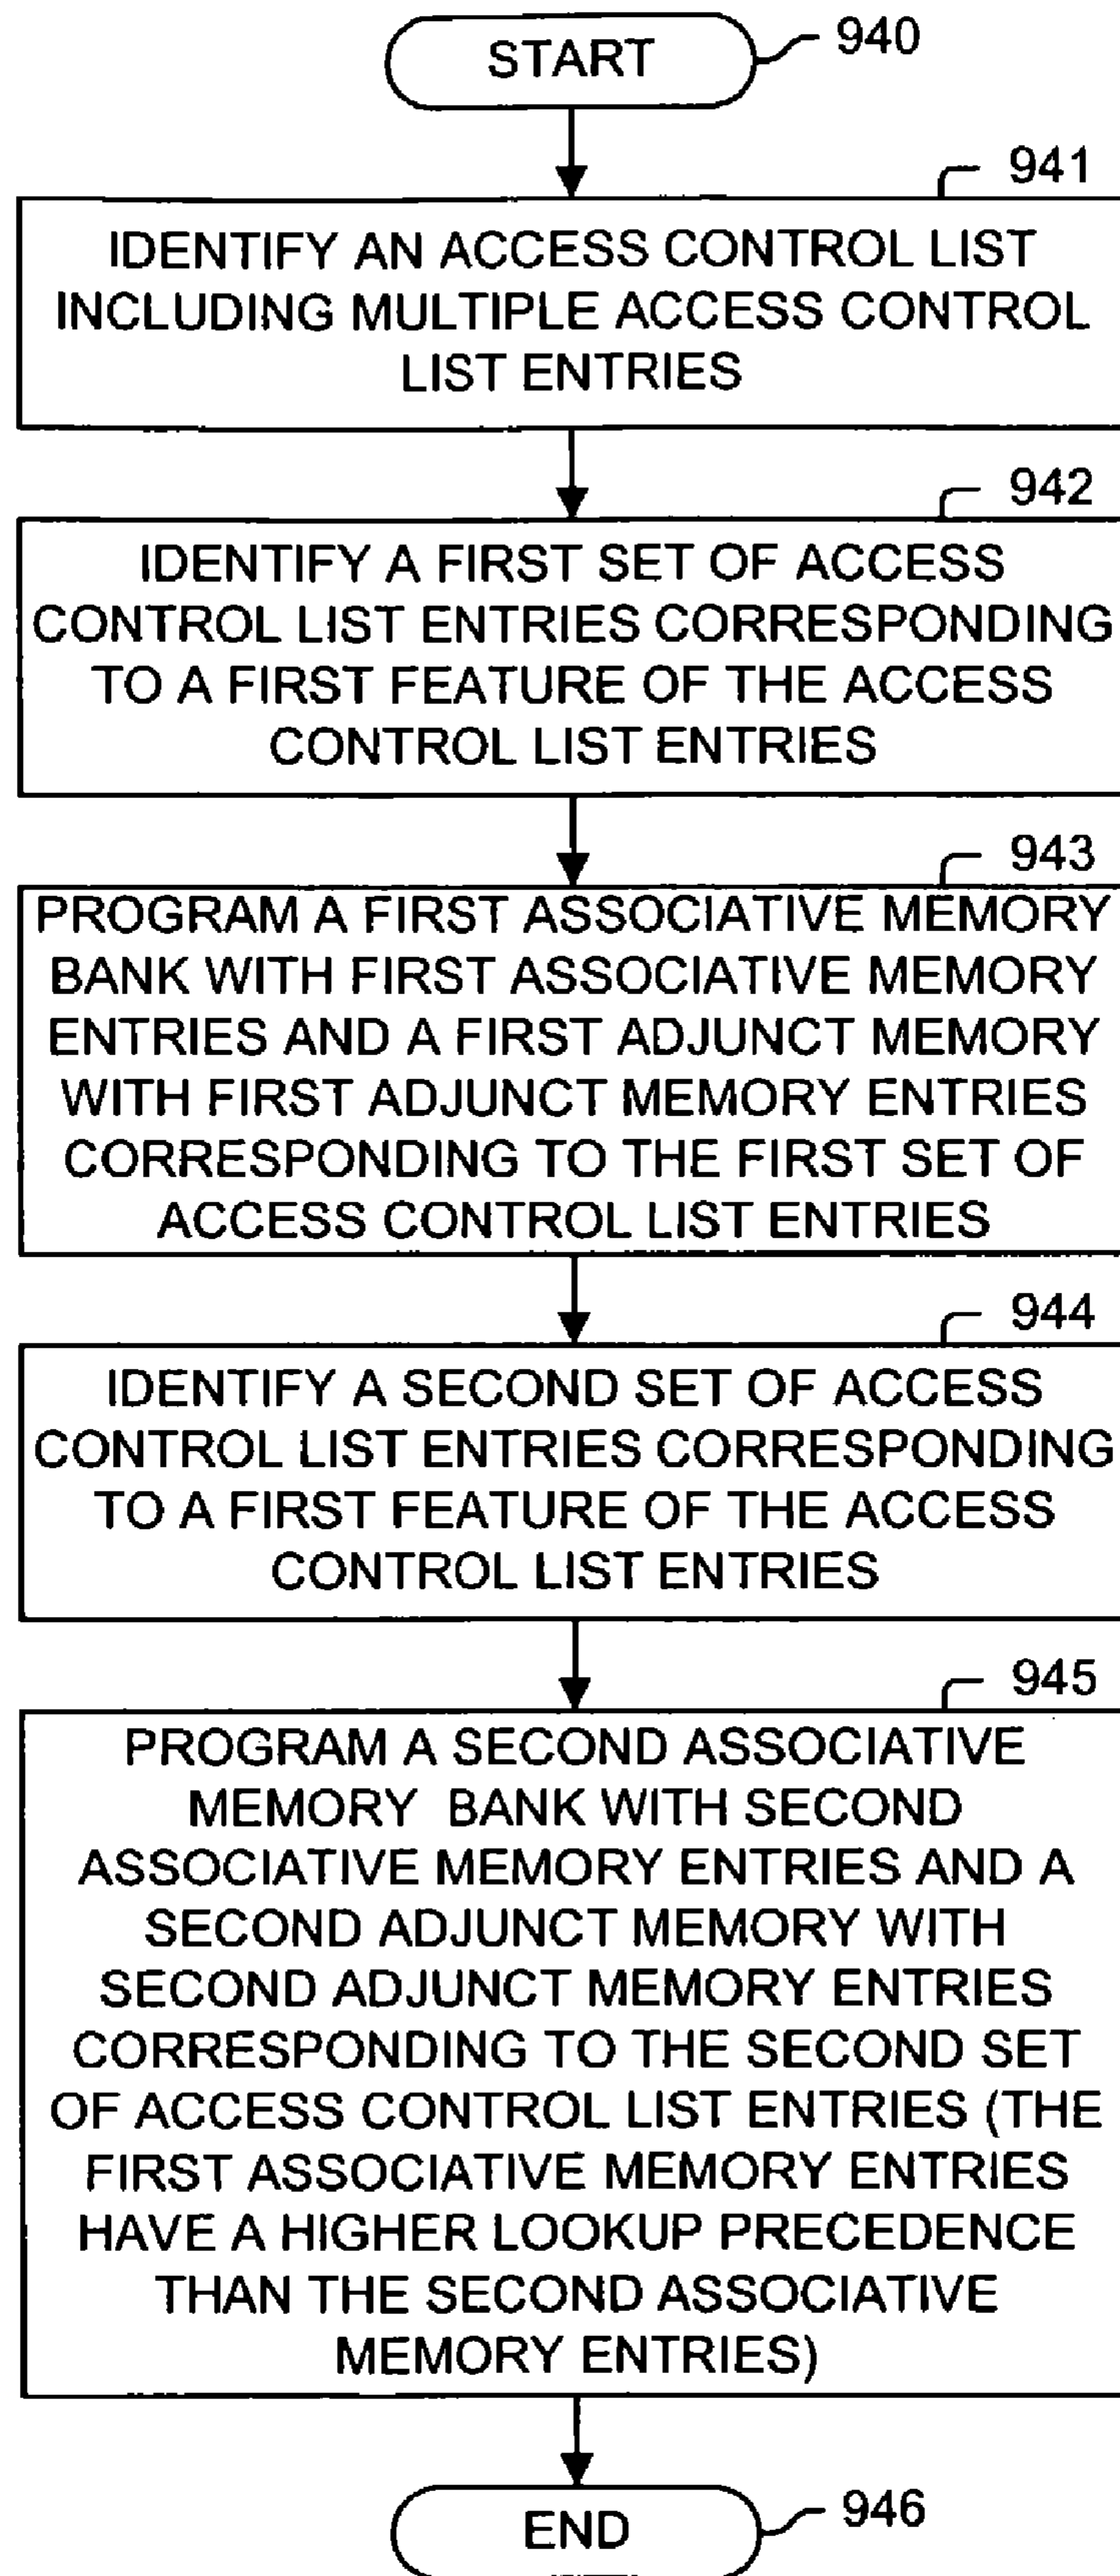 START
940
941
IDENTIFY AN ACCESS CONTROL LIST
INCLUDING MULTIPLE ACCESS CONTROL
LIST ENTRIES
942
IDENTIFY A FIRST SET OF ACCESS
CONTROL LIST ENTRIES CORRESPONDING
TO A FIRST FEATURE OF THE ACCESS
CONTROL LIST ENTRIES
943
PROGRAM A FIRST ASSOCIATIVE MEMORY
BANK WITH FIRST ASSOCIATIVE MEMORY
ENTRIES AND A FIRST ADJUNCT MEMORY
WITH FIRST ADJUNCT MEMORY ENTRIES
CORRESPONDING TO THE FIRST SET OF
ACCESS CONTROL LIST ENTRIES
944
IDENTIFY A SECOND SET OF ACCESS
CONTROL LIST ENTRIES CORRESPONDING
TO A FIRST FEATURE OF THE ACCESS
CONTROL LIST ENTRIES
945
PROGRAM A SECOND ASSOCIATIVE
MEMORY BANK WITH SECOND
ASSOCIATIVE MEMORY ENTRIES AND A
SECOND ADJUNCT MEMORY WITH
SECOND ADJUNCT MEMORY ENTRIES
CORRESPONDING TO THE SECOND SET
OF ACCESS CONTROL LIST ENTRIES (THE
FIRST ASSOCIATIVE MEMORY ENTRIES
HAVE A HIGHER LOOKUP PRECEDENCE
THAN THE SECOND ASSOCIATIVE
MEMORY ENTRIES)
END
946